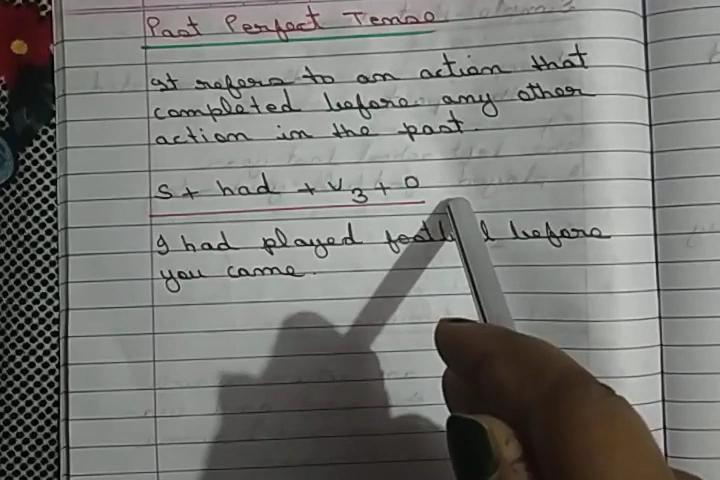 Past Perfect Tense
It refers to an action that
completed before any other
action in the past.
S + had + V3 + O
I had played before
you came.